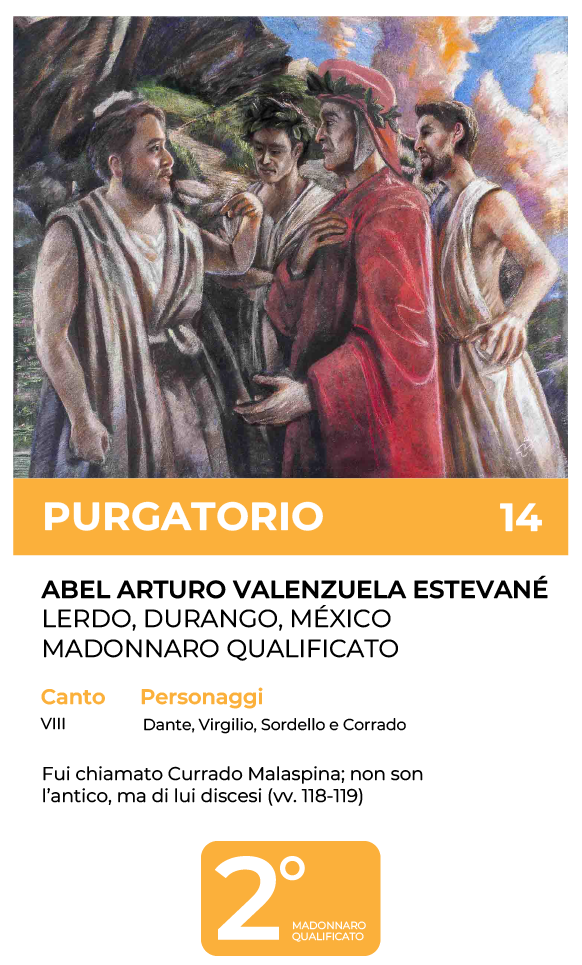 PURGATORIO 14
ABEL ARTURO VALENZUELA ESTEVANÉ
LERDO, DURANGO, MÉXICO
MADONNARO QUALIFICATO
Canto Personaggi
VIII Dante, Virgilio, Sordello e Corrado
Fui chiamato Currado Malaspina; non son
l'antico, ma di lui discesi (vv. 118-119)
2°
MADONNARO
QUALIFICATO